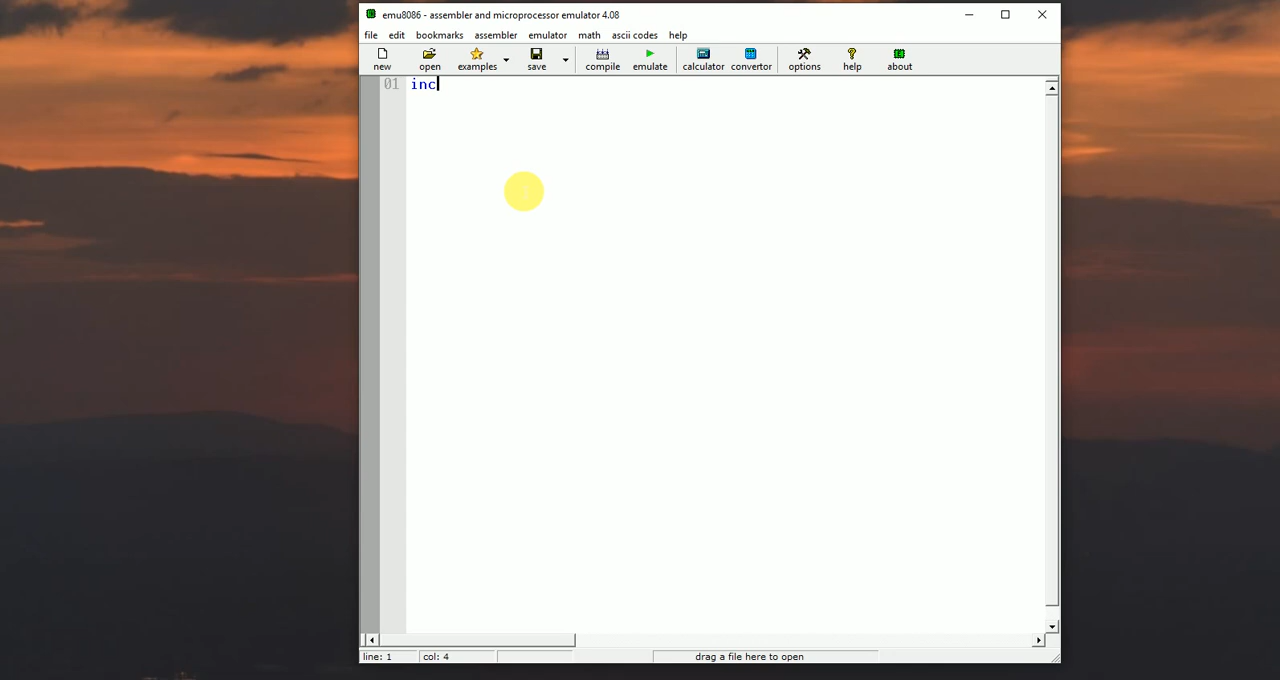 emu8086 - assembler and microprocessor emulator 4.08
file edit bookmarks assembler emulator math ascii codes help
new open examples save compile emulate calculator convertor options help about
01 inc
line: 1 col: 4 drag a file here to open